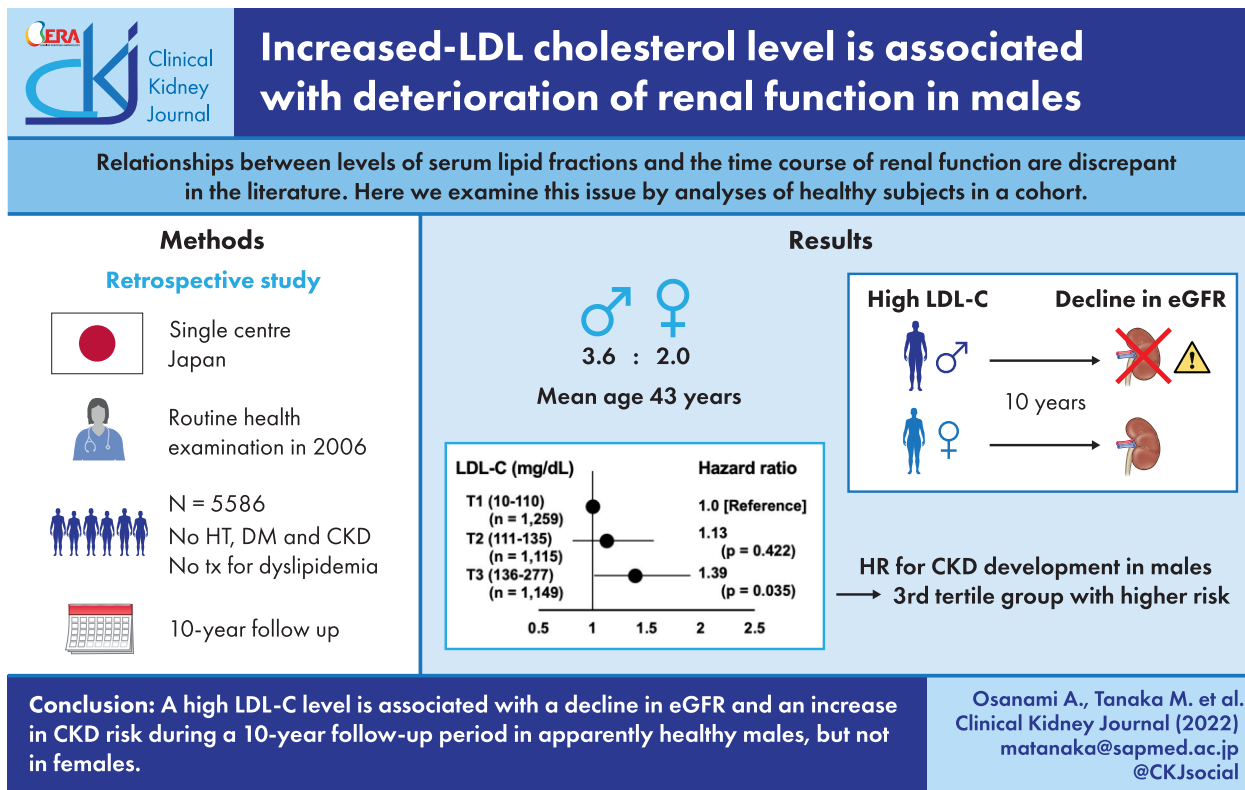 ERA
CKJ
Clinical
Kidney
Journal
Increased-LDL cholesterol level is associated
with deterioration of renal function in males
Relationships between levels of serum lipid fractions and the time course of renal function are discrepant
in the literature. Here we examine this issue by analyses of healthy subjects in a cohort.
Methods
Retrospective study
Single centre
Japan
Routine health
examination in 2006
N = 5586
No HT, DM and CKD
No tx for dyslipidemia
10-year follow up
Results
3.6 : 2.0
Mean age 43 years
LDL-C (mg/dL) Hazard ratio
T1 (10-110) 1.0 [Reference]
(n = 1,259)
T2 (111-135) 1.13
(n = 1,115) (p = 0.422)
T3 (136-277) 1.39
(n = 1,149) (p = 0.035)
0.5 1 1.5 2 2.5
High LDL-C Decline in eGFR
10 years
HR for CKD development in males
3rd tertile group with higher risk
Conclusion: A high LDL-C level is associated with a decline in eGFR and an increase
in CKD risk during a 10-year follow-up period in apparently healthy males, but not
in females.
Osanami A., Tanaka M. et al.
Clinical Kidney Journal (2022)
matanaka@sapmed.ac.jp
@CKJsocial